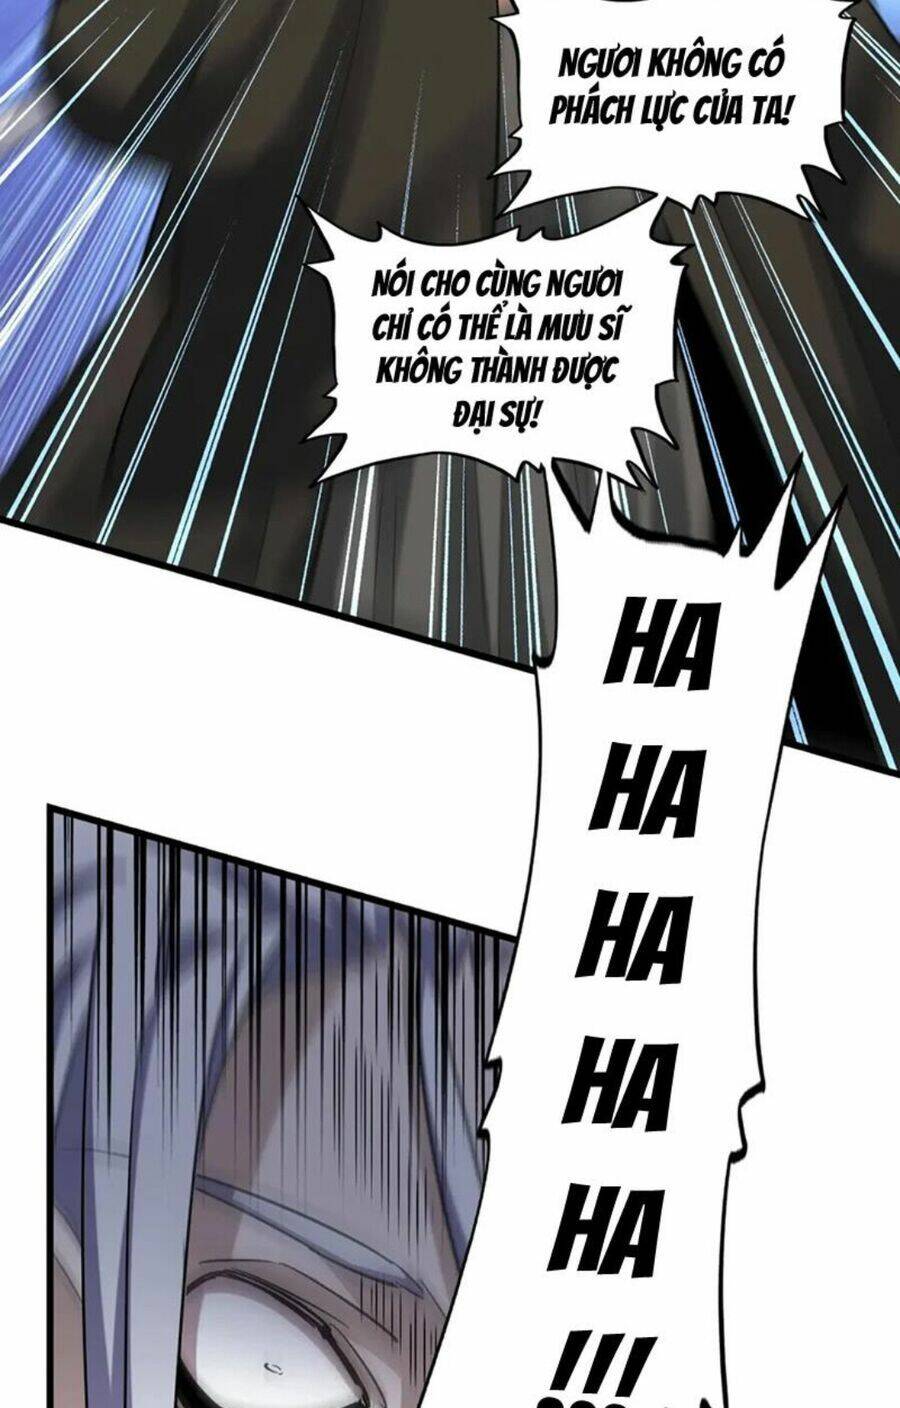 NGƯƠI KHÔNG CÓ
PHÁCH LỰC CỦA TA!
NÓI CHO CÙNG NGƯƠI
CHỈ CÓ THỂ LÀ MƯU SĨ
KHÔNG THÀNH ĐƯỢC
ĐẠI SỰ!
HA
HA
HA
HA
HA
!!!